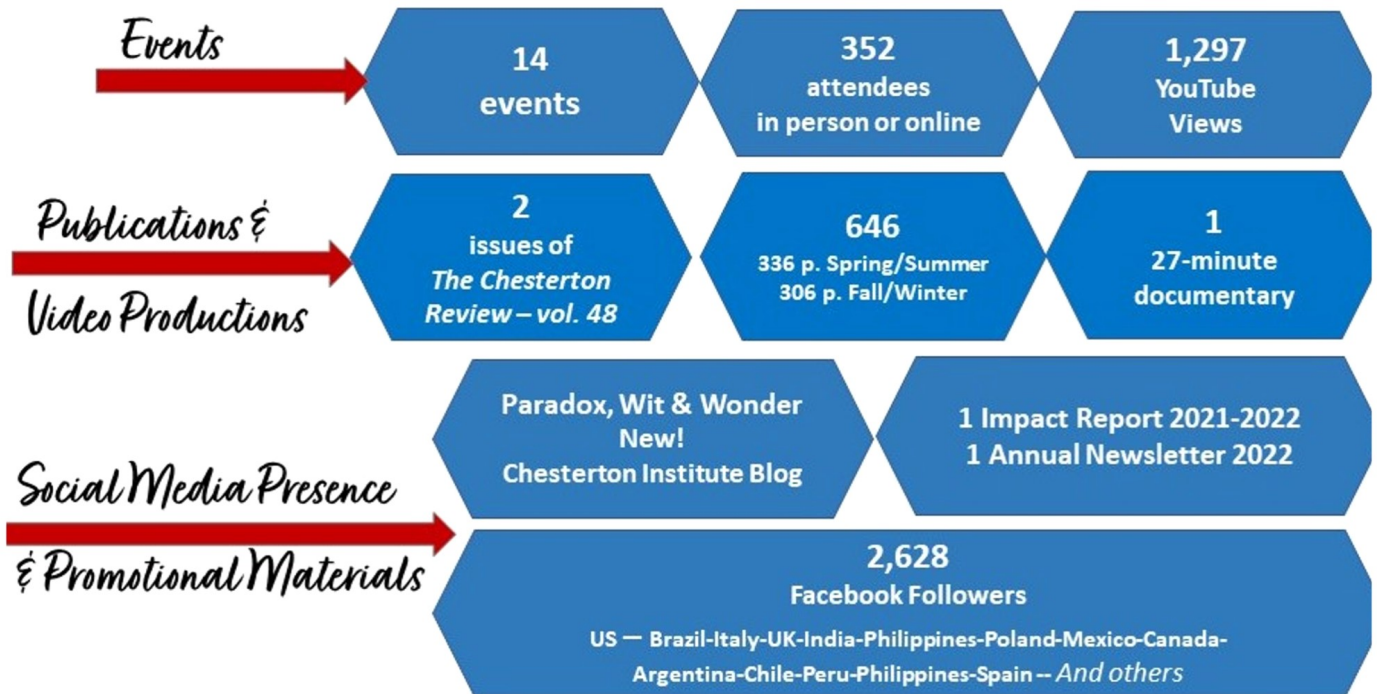 Events
14
events
352
attendees
in person or online
1,297
YouTube
Views
Publications &
Video Productions
2
issues of
The Chesterton
Review – vol. 48
646
336 p. Spring/Summer
306 p. Fall/Winter
1
27-minute
documentary
Social Media Presence
& Promotional Materials
Paradox, Wit & Wonder
New!
Chesterton Institute Blog
1 Impact Report 2021-2022
1 Annual Newsletter 2022
2,628
Facebook Followers
US — Brazil-Italy-UK-India-Philippines-Poland-Mexico-Canada-
Argentina-Chile-Peru-Philippines-Spain -- And others